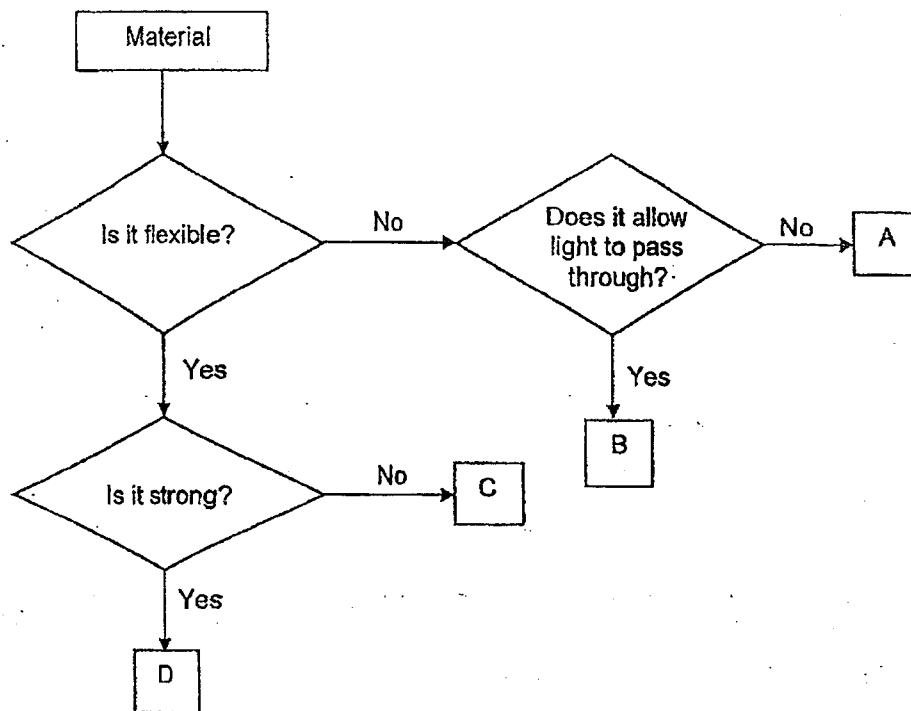 Material
Is it flexible?
No
Does it allow
light to pass
through?
No
A
Yes
Yes
B
Is it strong?
No
C
Yes
D